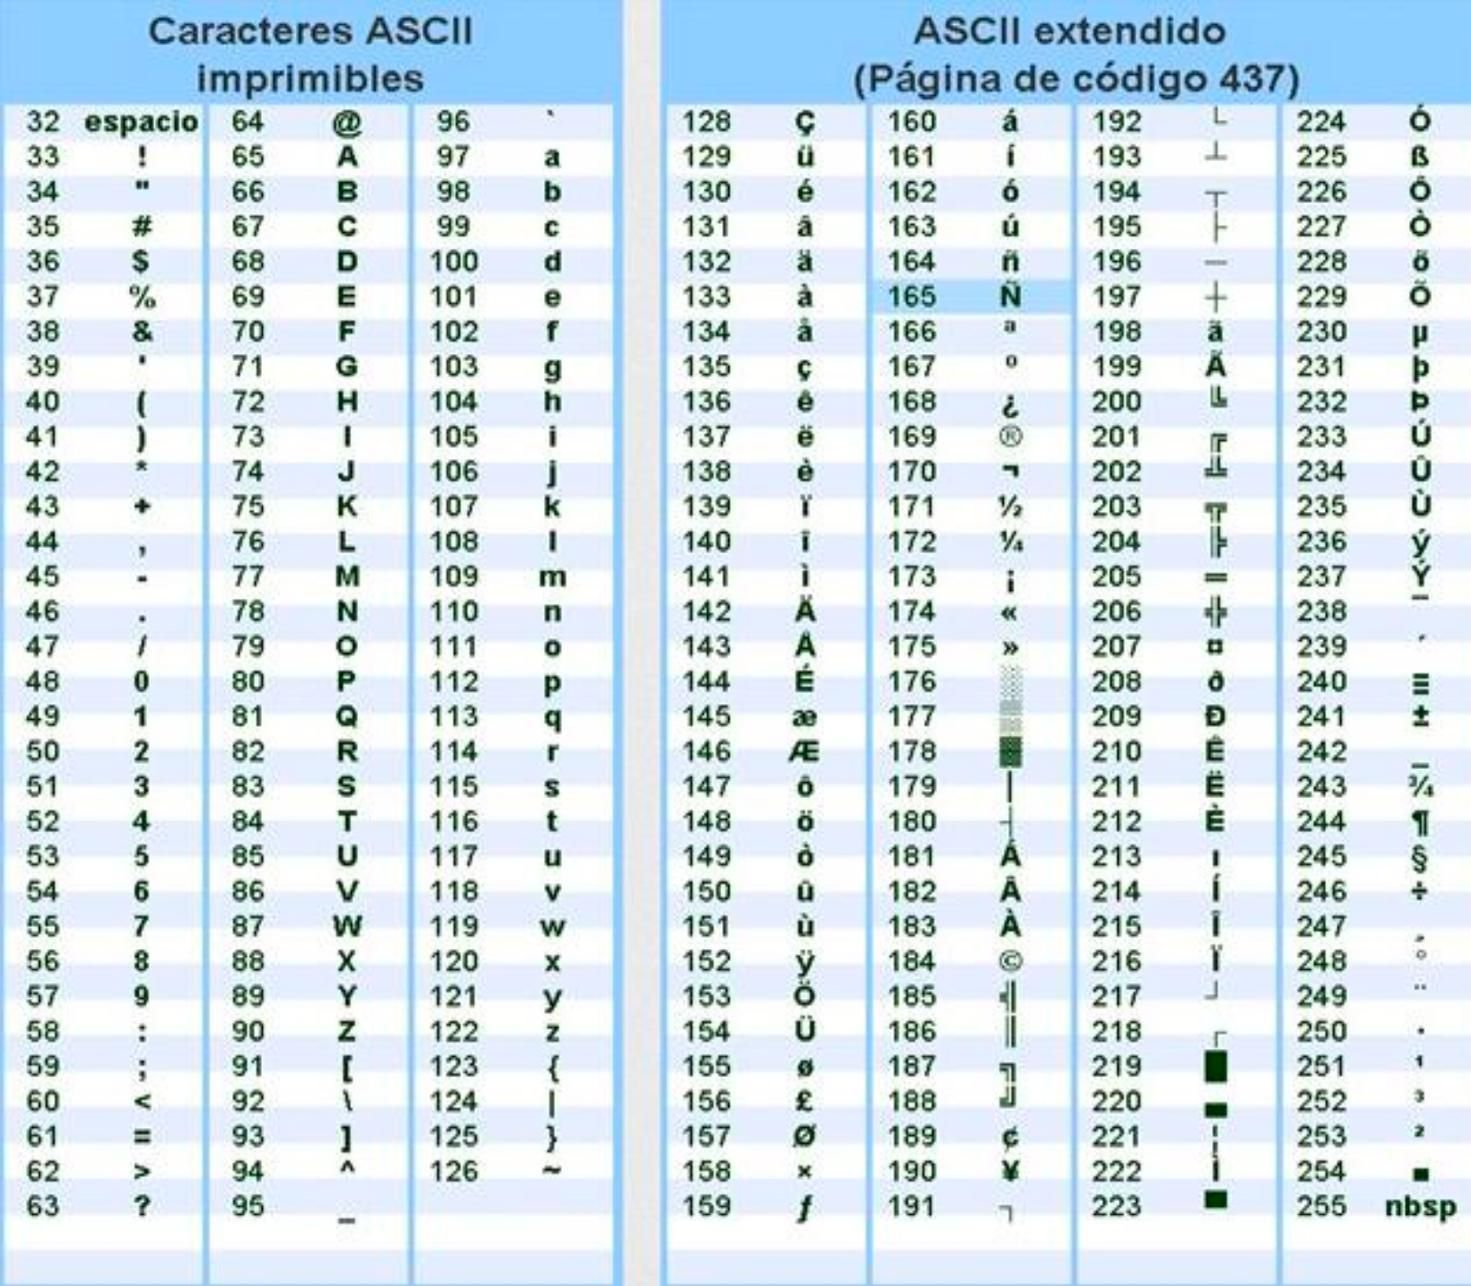 Caracteres ASCII
imprimibles
ASCII extendido
(Página de código 437)
32 espacio 64 @ 96 ` 128 Ç 160 á 192 └ 224 Ó
33 ! 65 A 97 a 129 ü 161 í 193 ┴ 225 ß
34 " 66 B 98 b 130 é 162 ó 194 ┬ 226 Ô
35 # 67 C 99 c 131 â 163 ú 195 ├ 227 Ò
36 $ 68 D 100 d 132 ä 164 ñ 196 ─ 228 õ
37 % 69 E 101 e 133 à 165 Ñ 197 ┼ 229 Õ
38 & 70 F 102 f 134 å 166 ª 198 ã 230 µ
39 ' 71 G 103 g 135 ç 167 º 199 Ã 231 þ
40 ( 72 H 104 h 136 ê 168 ¿ 200 ╚ 232 Þ
41 ) 73 I 105 i 137 ë 169 ® 201 ╔ 233 Ú
42 * 74 J 106 j 138 è 170 ¬ 202 ╩ 234 Û
43 + 75 K 107 k 139 ï 171 ½ 203 ╦ 235 Ù
44 , 76 L 108 l 140 î 172 ¼ 204 ╠ 236 ý
45 - 77 M 109 m 141 ì 173 ¡ 205 ═ 237 Ý
46 . 78 N 110 n 142 Ä 174 « 206 ╬ 238 ¯
47 / 79 O 111 o 143 Å 175 » 207 ¤ 239 ´
48 0 80 P 112 p 144 É 176 ░ 208 ð 240 ≡
49 1 81 Q 113 q 145 æ 177 ▒ 209 Ð 241 ±
50 2 82 R 114 r 146 Æ 178 ▓ 210 Ê 242 ‗
51 3 83 S 115 s 147 ô 179 │ 211 Ë 243 ¾
52 4 84 T 116 t 148 ö 180 ┤ 212 È 244 ¶
53 5 85 U 117 u 149 ò 181 Á 213 ı 245 §
54 6 86 V 118 v 150 û 182 Â 214 Í 246 ÷
55 7 87 W 119 w 151 ù 183 À 215 Î 247 ¸
56 8 88 X 120 x 152 ÿ 184 © 216 Ï 248 °
57 9 89 Y 121 y 153 Ö 185 ╣ 217 ┘ 249 ¨
58 : 90 Z 122 z 154 Ü 186 ║ 218 ┌ 250 ·
59 ; 91 [ 123 { 155 ø 187 ╗ 219 █ 251 ¹
60 < 92 \ 124 | 156 £ 188 ╝ 220 ▄ 252 ³
61 = 93 ] 125 } 157 Ø 189 ¢ 221 ¦ 253 ²
62 > 94 ^ 126 ~ 158 × 190 ¥ 222 Ì 254 ■
63 ? 95 _ 159 ƒ 191 ┐ 223 ▀ 255 nbsp